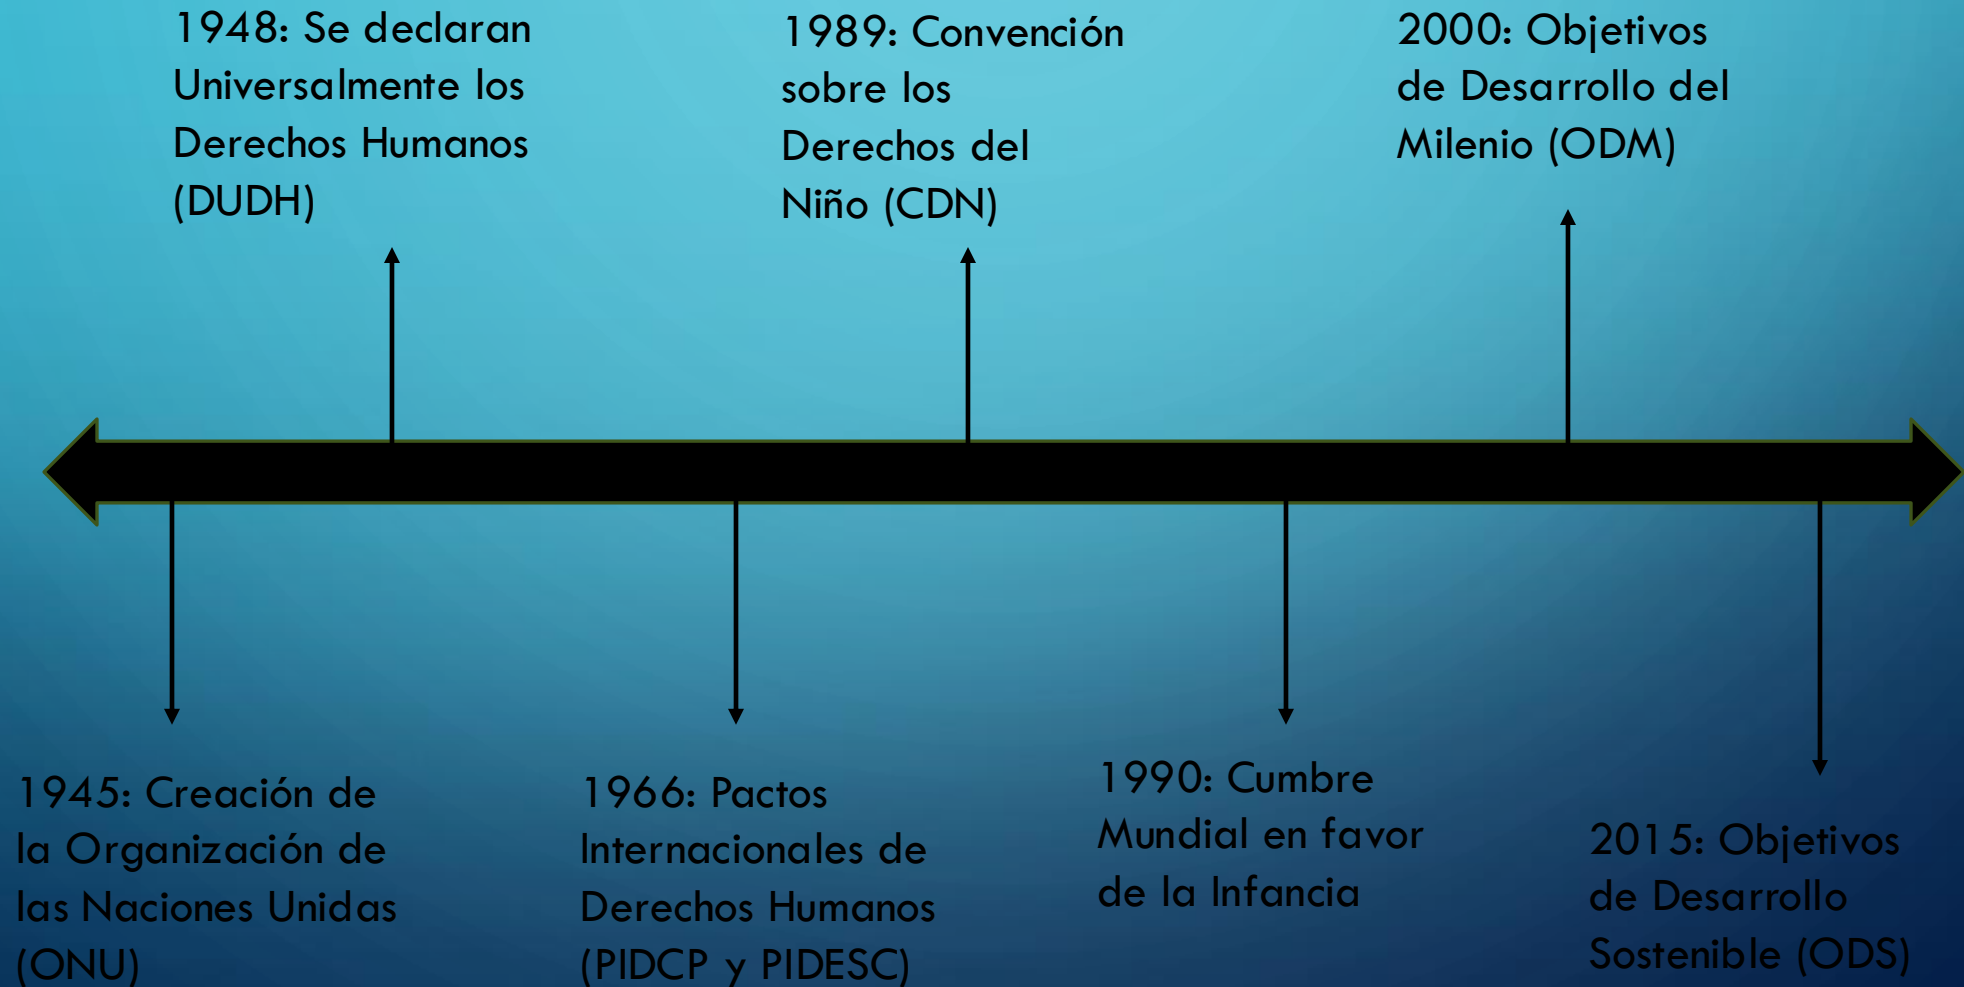 1948: Se declaran
Universalmente los
Derechos Humanos
(DUDH)
1989: Convención
sobre los
Derechos del
Niño (CDN)
2000: Objetivos
de Desarrollo del
Milenio (ODM)
1945: Creación de
la Organización de
las Naciones Unidas
(ONU)
1966: Pactos
Internacionales de
Derechos Humanos
(PIDCP y PIDESC)
1990: Cumbre
Mundial en favor
de la Infancia
2015: Objetivos
de Desarrollo
Sostenible (ODS)